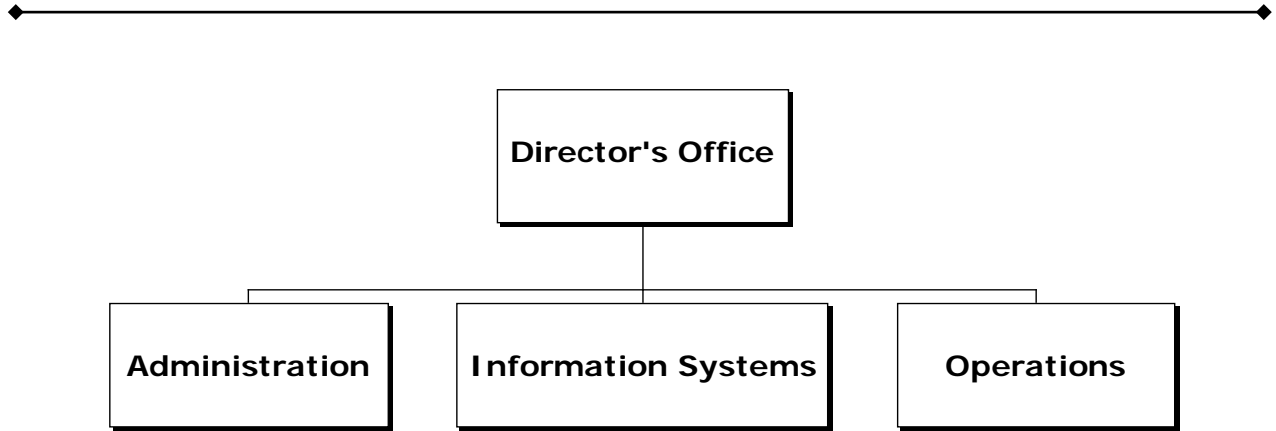 Director's Office
Administration
Information Systems
Operations